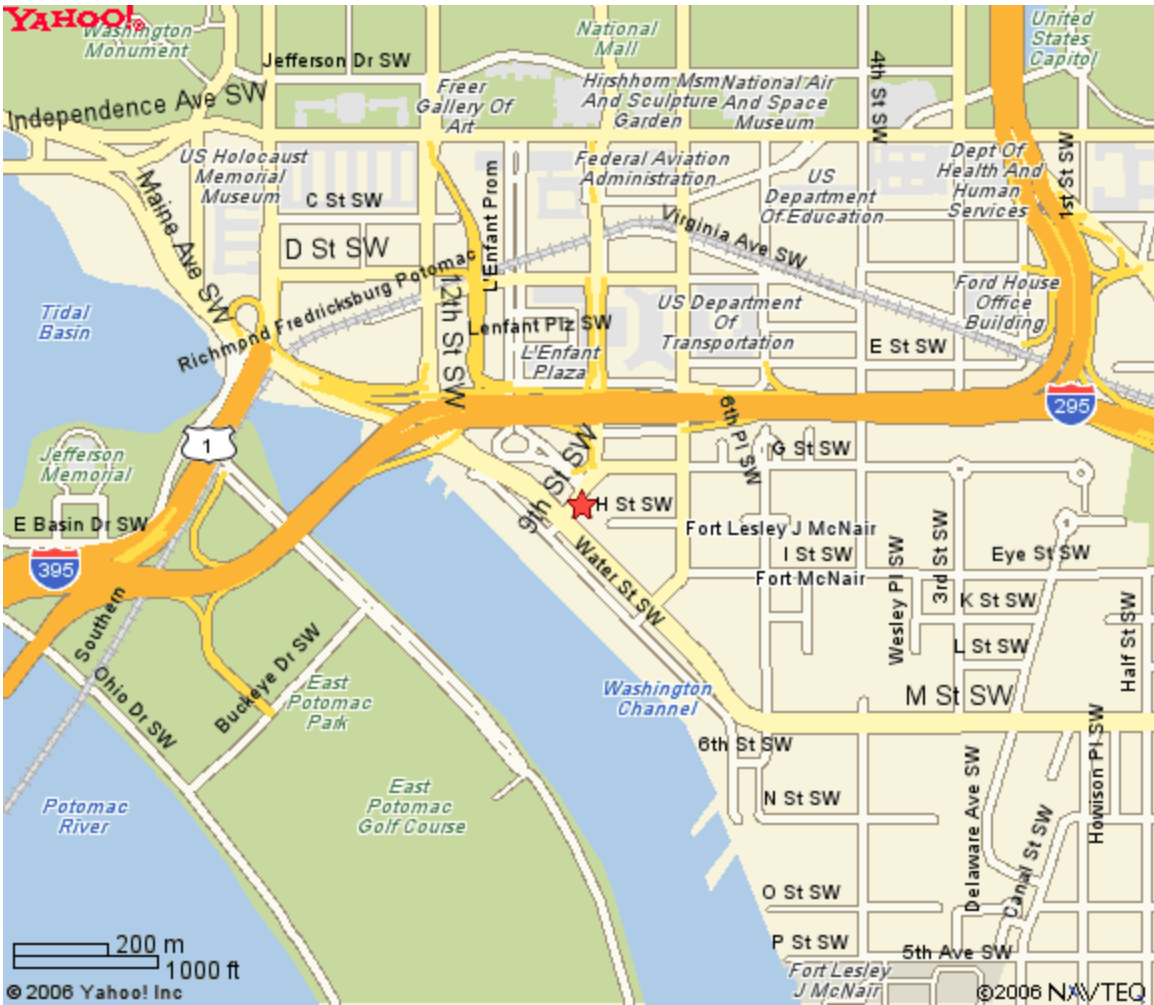 YAHOO!®
Washington
Monument
National
Mall
United
States
Capitol
Jefferson Dr SW
4th St SW
Independence Ave SW
Freer
Gallery Of
Art
Hirshhorn Msm
And Sculpture
Garden
National Air
And Space
Museum
US Holocaust
Memorial
Museum
Maine Ave SW
C St SW
L'Enfant Prom
Federal Aviation
Administration
US
Department
Of Education
Dept Of
Health And
Human
Services
1st St SW
D St SW
Virginia Ave SW
Tidal
Basin
Richmond Fredricksburg Potomac
12th St SW
Lenfant Plz SW
L'Enfant
Plaza
US Department
Of
Transportation
Ford House
Office
Building
E St SW
295
1
Jefferson
Memorial
6th Pl SW
G St SW
9th St SW
H St SW
E Basin Dr SW
395
Fort Lesley J McNair
I St SW
Fort McNair
Water St SW
Wesley Pl SW
3rd St SW
Eye St SW
K St SW
L St SW
Half St SW
Southern
Ohio Dr SW
Buckeye Dr SW
East
Potomac
Park
Washington
Channel
M St SW
6th St SW
Potomac
River
East
Potomac
Golf Course
N St SW
Delaware Ave SW
Canal St SW
Howison Pl SW
O St SW
P St SW
5th Ave SW
Fort Lesley
J McNair
200 m
1000 ft
© 2006 Yahoo! Inc
©2006 NAVTEQ